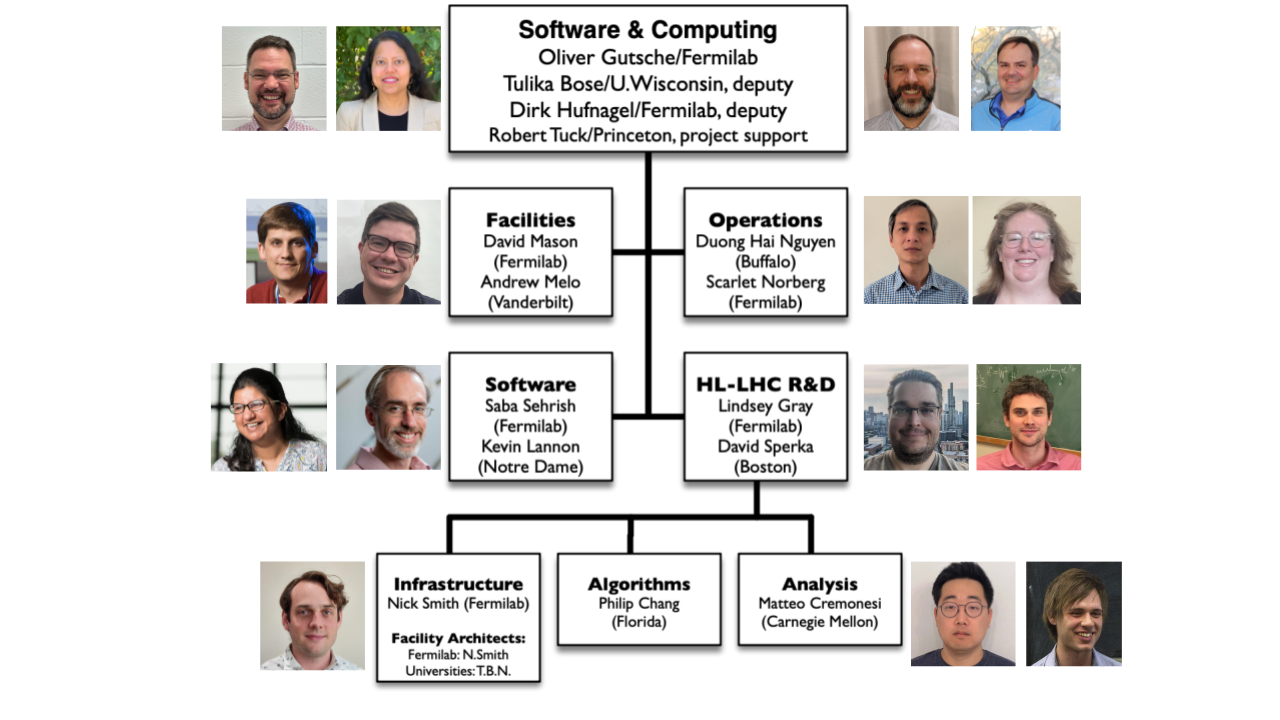 Software & Computing
Oliver Gutsche/Fermilab
Tulika Bose/U.Wisconsin, deputy
Dirk Hufnagel/Fermilab, deputy
Robert Tuck/Princeton, project support
Facilities
David Mason
(Fermilab)
Andrew Melo
(Vanderbilt)
Operations
Duong Hai Nguyen
(Buffalo)
Scarlet Norberg
(Fermilab)
Software
Saba Sehrish
(Fermilab)
Kevin Lannon
(Notre Dame)
HL-LHC R&D
Lindsey Gray
(Fermilab)
David Sperka
(Boston)
Infrastructure
Nick Smith (Fermilab)
Facility Architects:
Fermilab: N.Smith
Universities: T.B.N.
Algorithms
Philip Chang
(Florida)
Analysis
Matteo Cremonesi
(Carnegie Mellon)